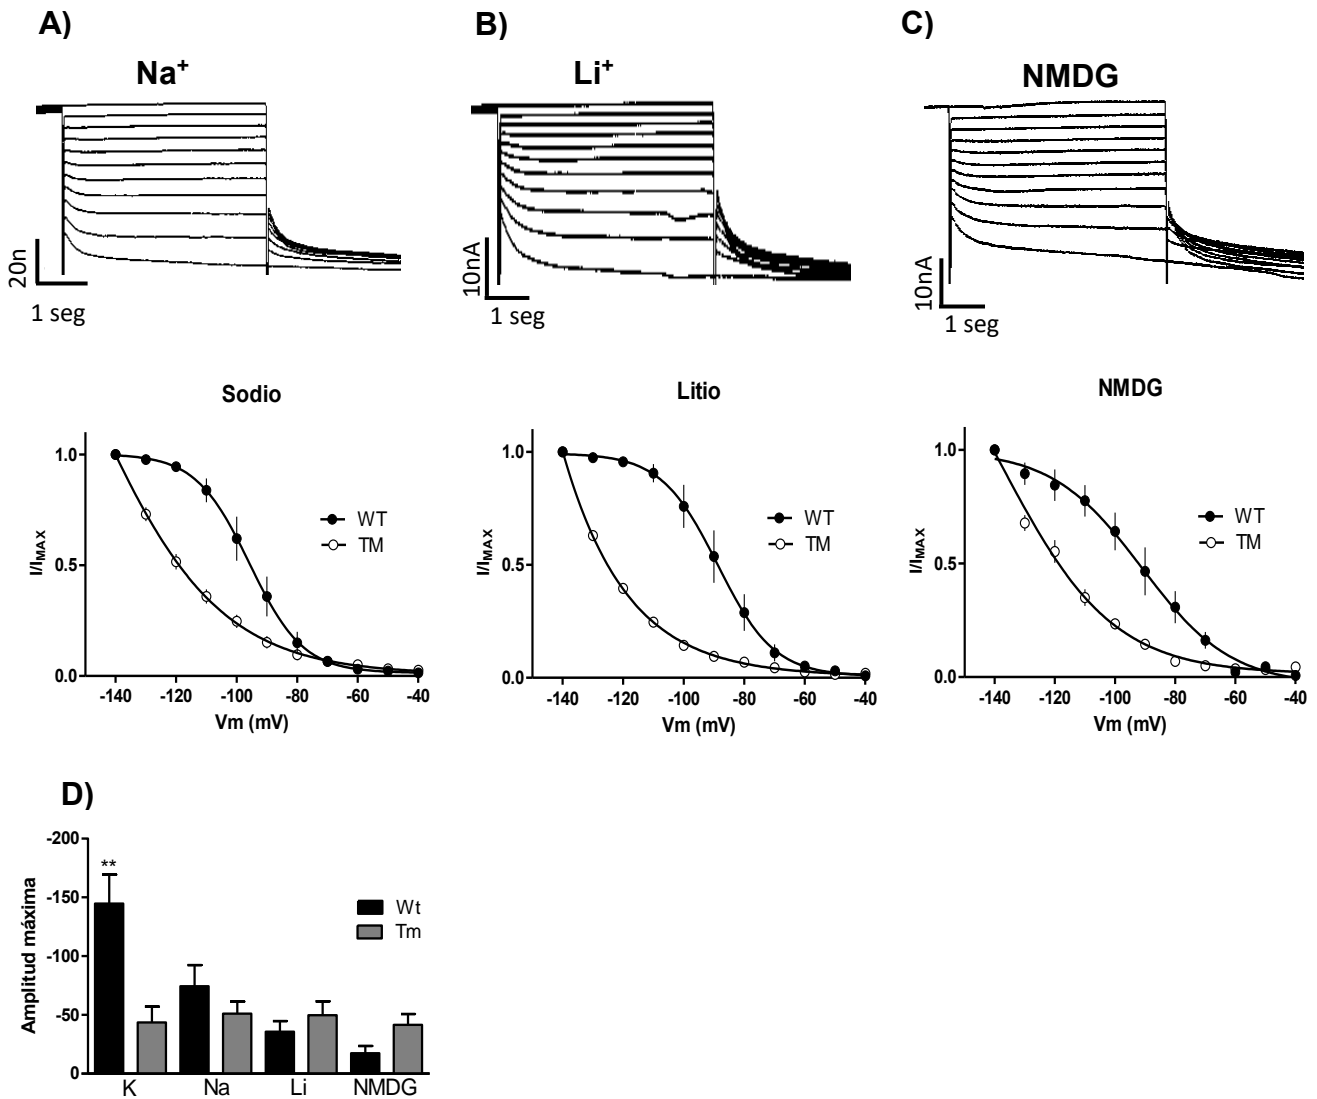 A)
B)
C)
Na+
Li+
NMDG
20n
1 seg
10nA
1 seg
10nA
1 seg
Sodio
I/IMAX
1.0
0.5
0.0
-140 -120 -100 -80 -60 -40
Vm (mV)
WT
TM
Litio
I/IMAX
1.0
0.5
0.0
-140 -120 -100 -80 -60 -40
Vm (mV)
WT
TM
NMDG
I/IMAX
1.0
0.5
0.0
-140 -120 -100 -80 -60 -40
Vm (mV)
WT
TM
D)
Amplitud máxima
-200
-150
-100
-50
0
**
Wt
Tm
K Na Li NMDG